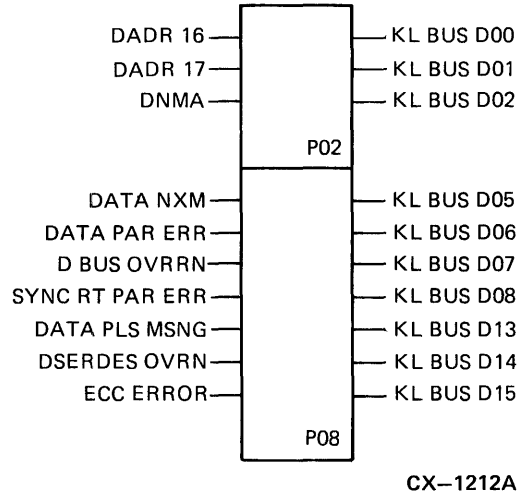 DADR 16 KL BUS D00
DADR 17 KL BUS D01
DNMA KL BUS D02
P02
DATA NXM KL BUS D05
DATA PAR ERR KL BUS D06
D BUS OVRRN KL BUS D07
SYNC RT PAR ERR KL BUS D08
DATA PLS MSNG KL BUS D13
DSERDES OVRN KL BUS D14
ECC ERROR KL BUS D15
P08
CX–1212A